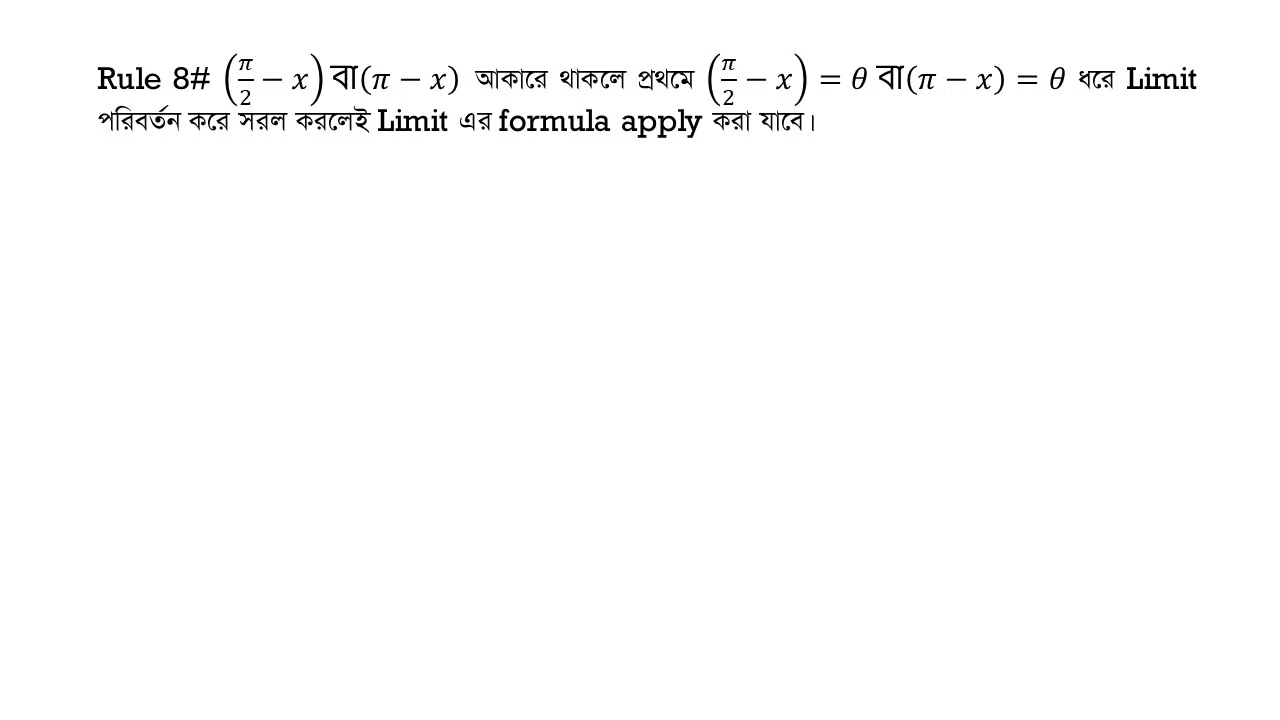 Rule 8# (π/2 − x) বা(π − x) আকারে থাকলে প্রথমে (π/2 − x) = θ বা(π − x) = θ ধরে Limit
পরিবর্তন করে সরল করলেই Limit এর formula apply করা যাবে।